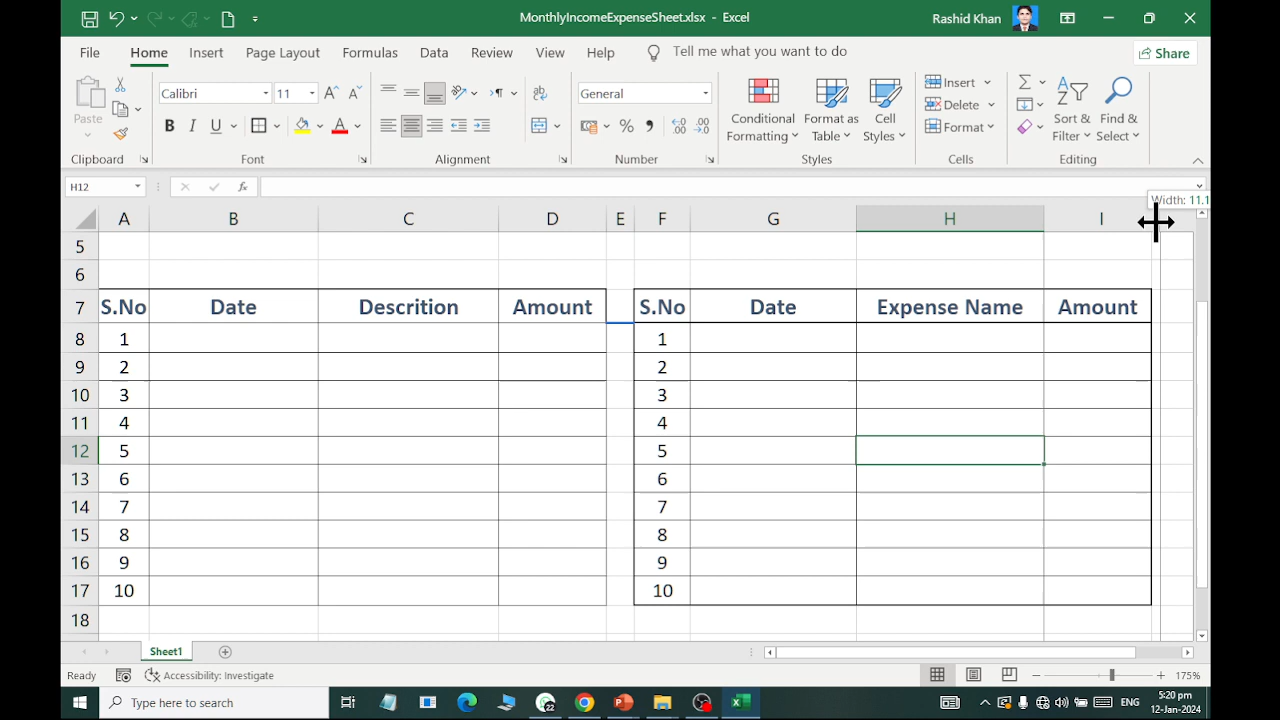 MonthlyIncomeExpenseSheet.xlsx - Excel
Rashid Khan
File Home Insert Page Layout Formulas Data Review View Help Tell me what you want to do Share
Paste
Calibri 11
General
Conditional Formatting
Format as Table
Cell Styles
Insert
Delete
Format
Sort & Filter
Find & Select
Clipboard Font Alignment Number Styles Cells Editing
H12 fx
Width: 11.1
A B C D E F G H I
5
6
7 S.No Date Descrition Amount S.No Date Expense Name Amount
8 1 1
9 2 2
10 3 3
11 4 4
12 5 5
13 6 6
14 7 7
15 8 8
16 9 9
17 10 10
18
Sheet1
Ready Accessibility: Investigate 175%
Type here to search
ENG
5:20 pm
12-Jan-2024